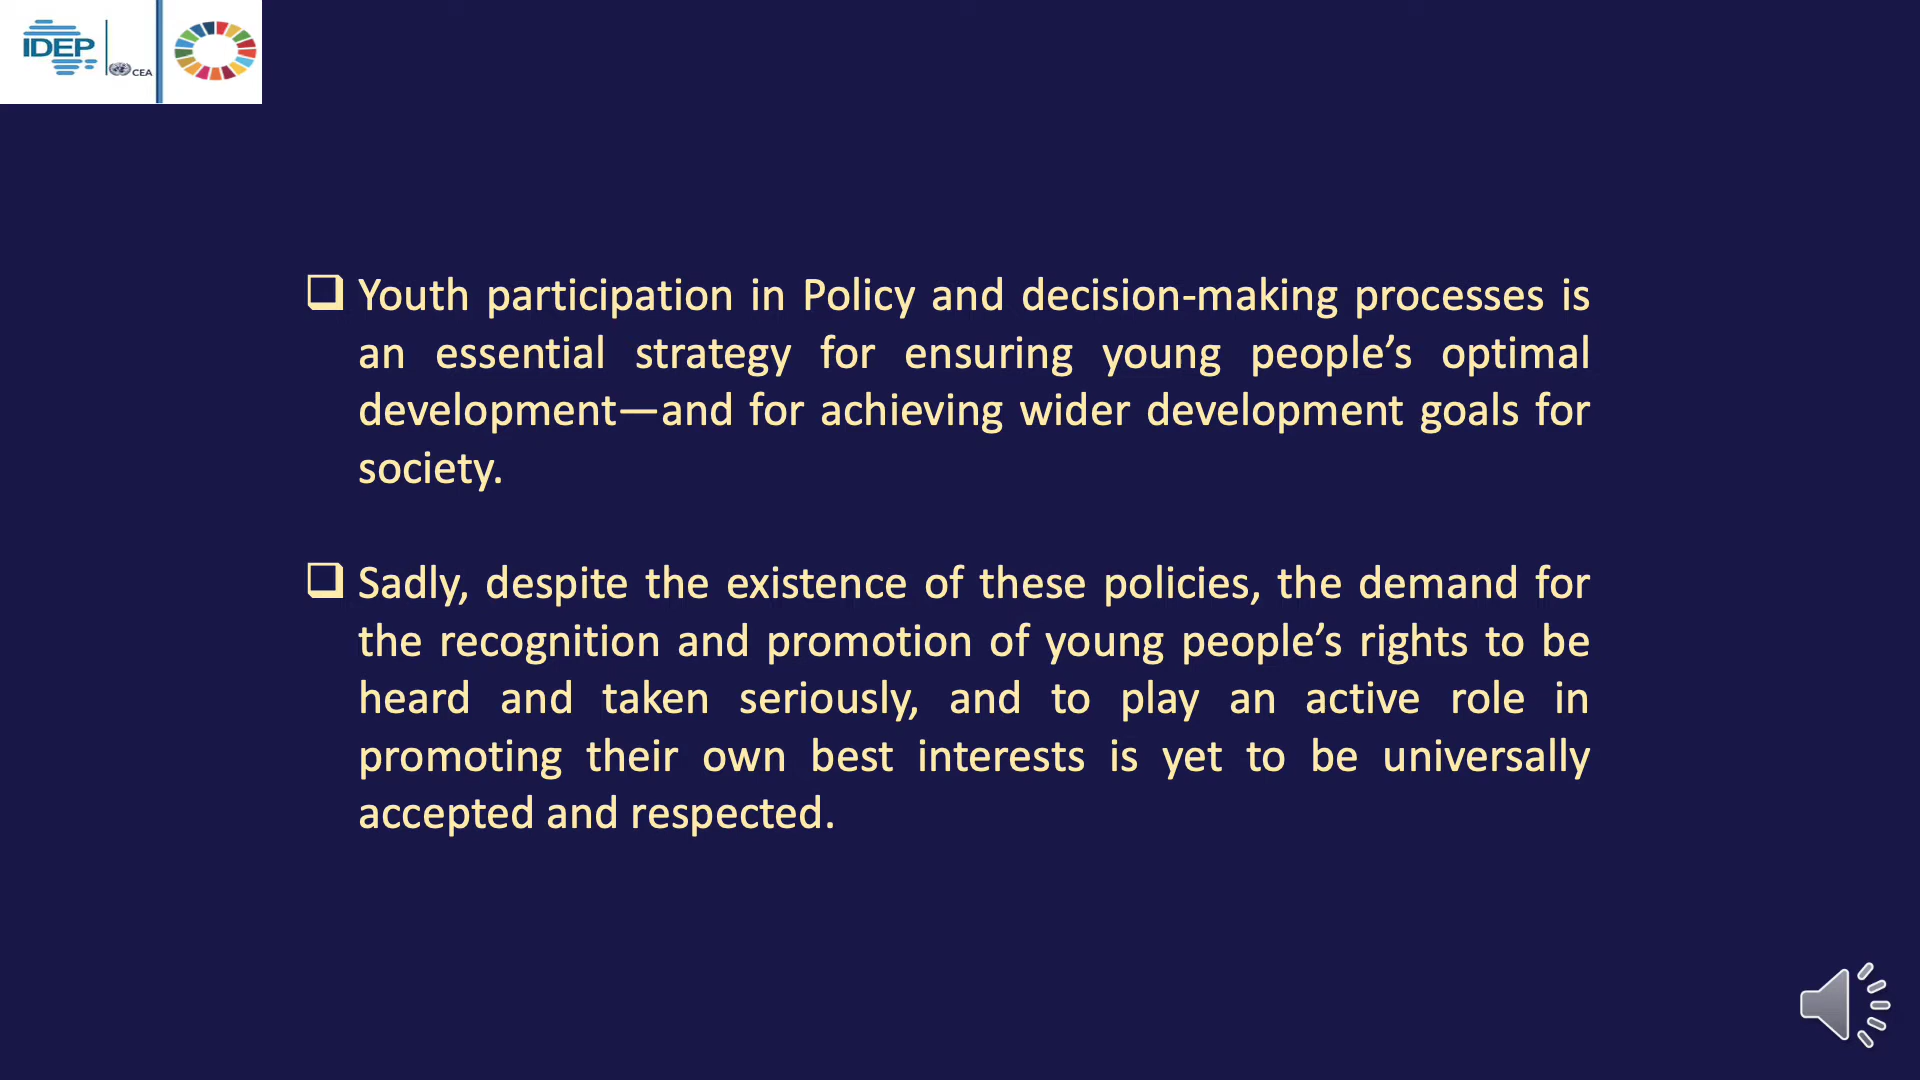 IDEP
CEA
Youth participation in Policy and decision-making processes is
an essential strategy for ensuring young people’s optimal
development—and for achieving wider development goals for
society.
Sadly, despite the existence of these policies, the demand for
the recognition and promotion of young people’s rights to be
heard and taken seriously, and to play an active role in
promoting their own best interests is yet to be universally
accepted and respected.